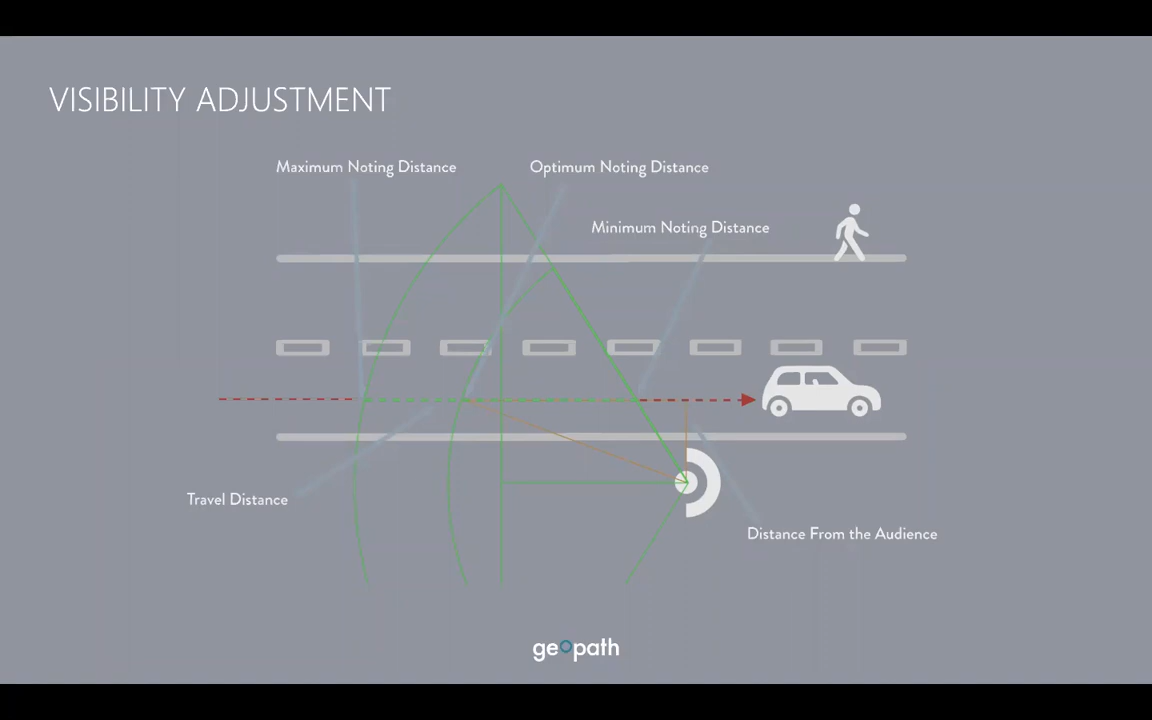 VISIBILITY ADJUSTMENT
Maximum Noting Distance
Optimum Noting Distance
Minimum Noting Distance
Travel Distance
Distance From the Audience
geopath